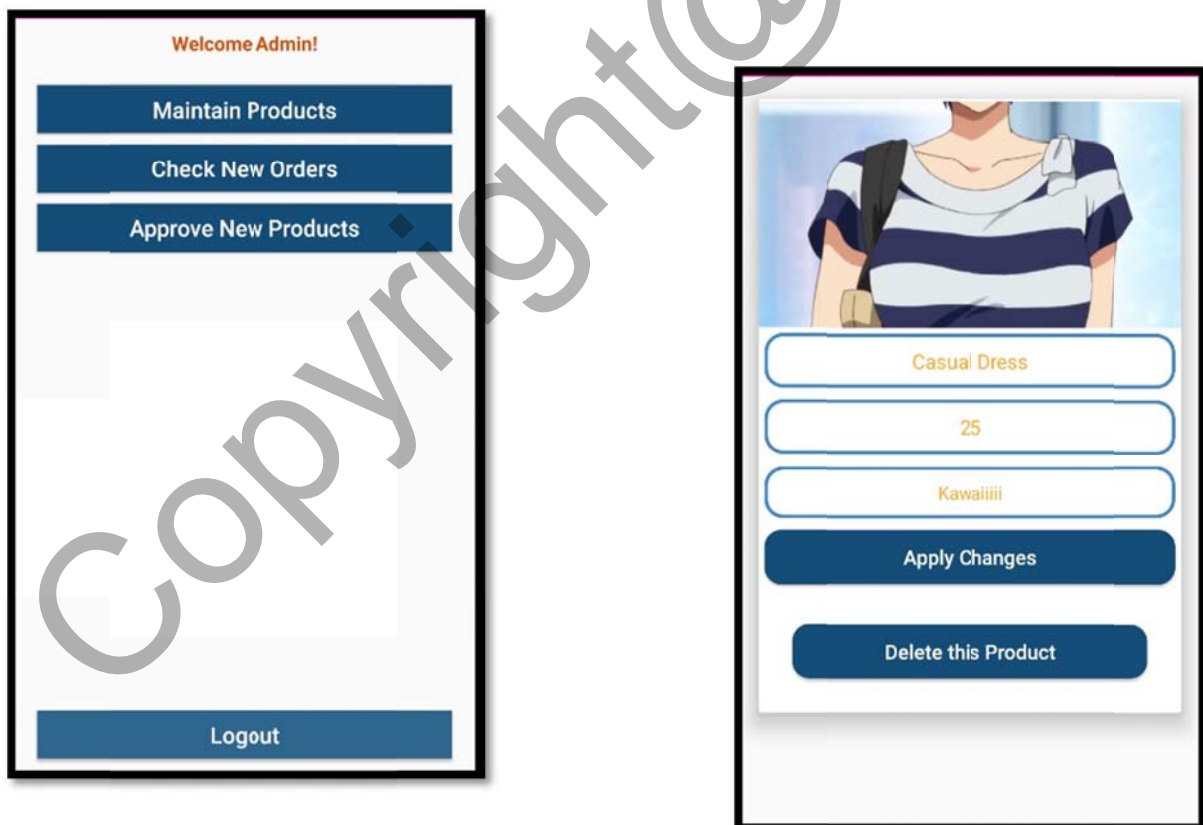 Welcome Admin!
Maintain Products
Check New Orders
Approve New Products
Logout
Casual Dress
25
Kawaiiiii
Apply Changes
Delete this Product
Copyright@